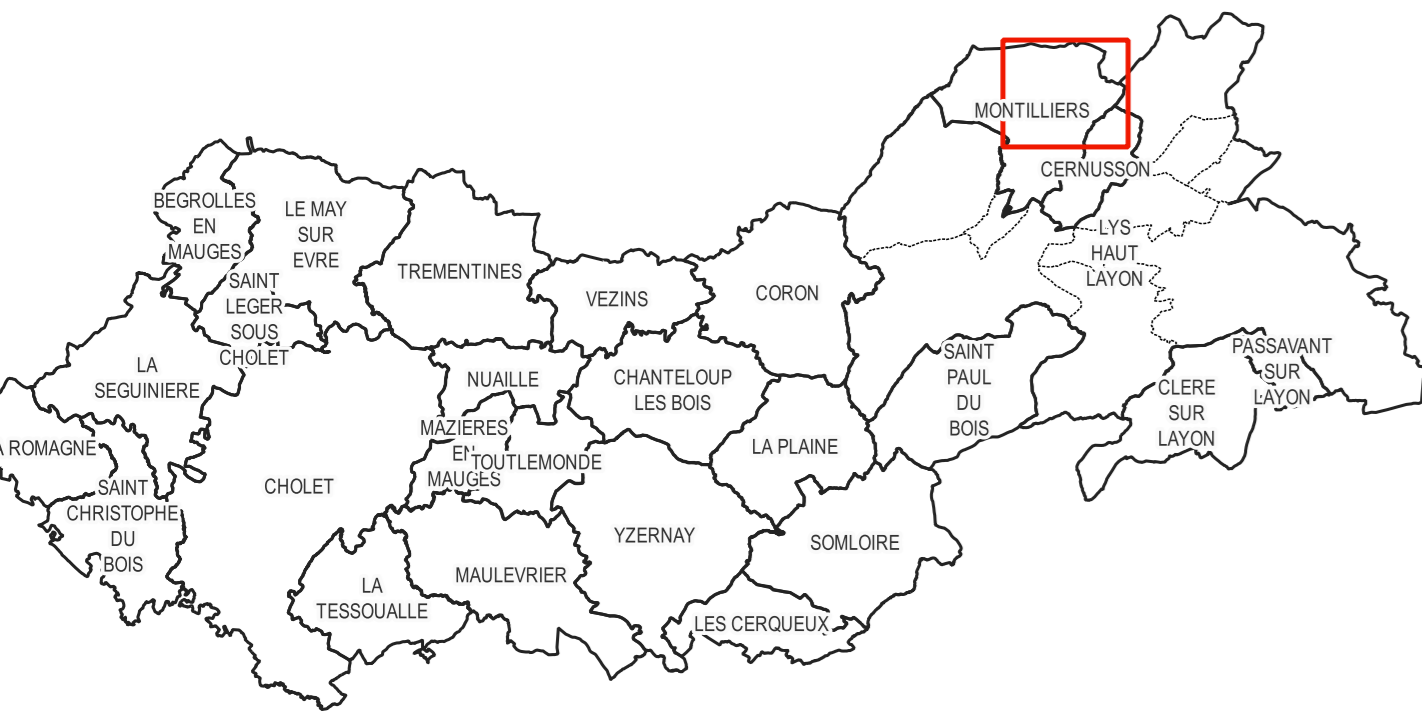 MONTILLIERS
CERNUSSON
BEGROLLES
EN
MAUGES
LE MAY
SUR
EVRE
LYS
HAUT
LAYON
TREMENTINES
SAINT
LEGER
SOUS
CHOLET
VEZINS
CORON
LA
SEGUINIERE
NUAILLE
CHANTELOUP
LES BOIS
SAINT
PAUL
DU
BOIS
PASSAVANT
SUR
LAYON
CLERE
SUR
LAYON
MAZIERES
EN
MAUGES
TOUTLEMONDE
LA PLAINE
A ROMAGNE
SAINT
CHRISTOPHE
DU
BOIS
CHOLET
YZERNAY
SOMLOIRE
LA
TESSOUALLE
MAULEVRIER
LES CERQUEUX